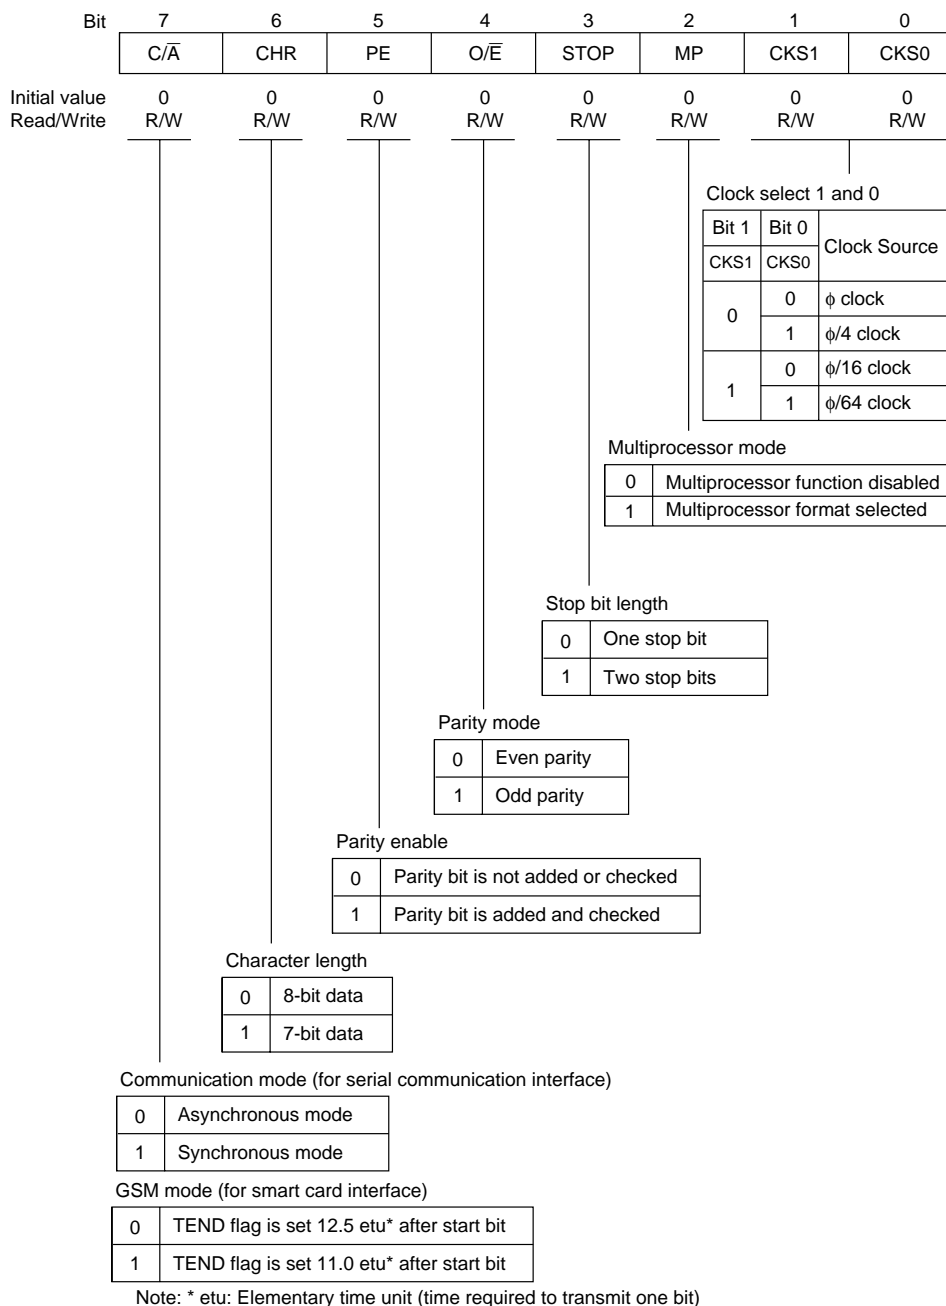 Bit 7 6 5 4 3 2 1 0
C/A̅ CHR PE O/E̅ STOP MP CKS1 CKS0
Initial value 0 0 0 0 0 0 0 0
Read/Write R/W R/W R/W R/W R/W R/W R/W R/W
Clock select 1 and 0
Bit 1 Bit 0 Clock Source
CKS1 CKS0
0 0 ϕ clock
1 ϕ/4 clock
1 0 ϕ/16 clock
1 ϕ/64 clock
Multiprocessor mode
0 Multiprocessor function disabled
1 Multiprocessor format selected
Stop bit length
0 One stop bit
1 Two stop bits
Parity mode
0 Even parity
1 Odd parity
Parity enable
0 Parity bit is not added or checked
1 Parity bit is added and checked
Character length
0 8-bit data
1 7-bit data
Communication mode (for serial communication interface)
0 Asynchronous mode
1 Synchronous mode
GSM mode (for smart card interface)
0 TEND flag is set 12.5 etu* after start bit
1 TEND flag is set 11.0 etu* after start bit
Note: * etu: Elementary time unit (time required to transmit one bit)